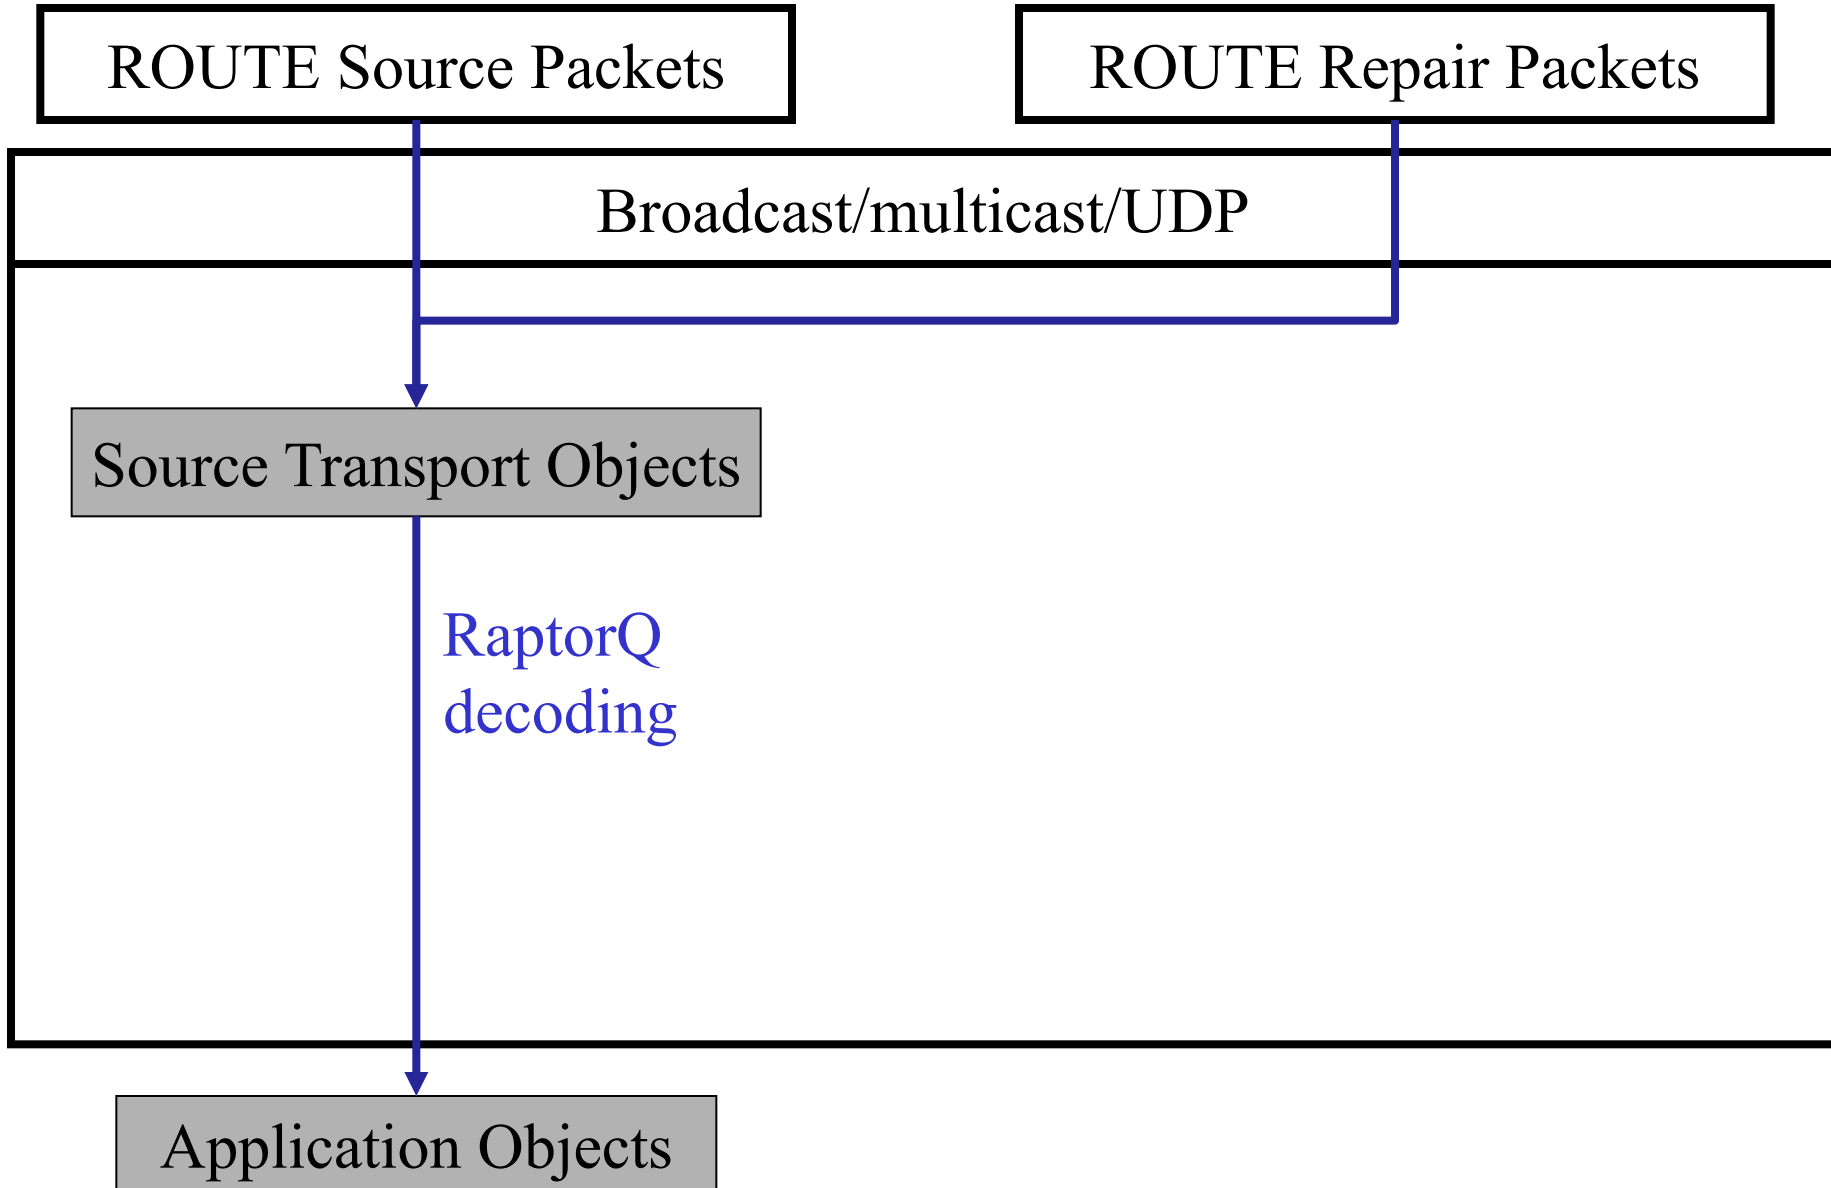 ROUTE Source Packets
ROUTE Repair Packets
Broadcast/multicast/UDP
Source Transport Objects
RaptorQ
decoding
Application Objects